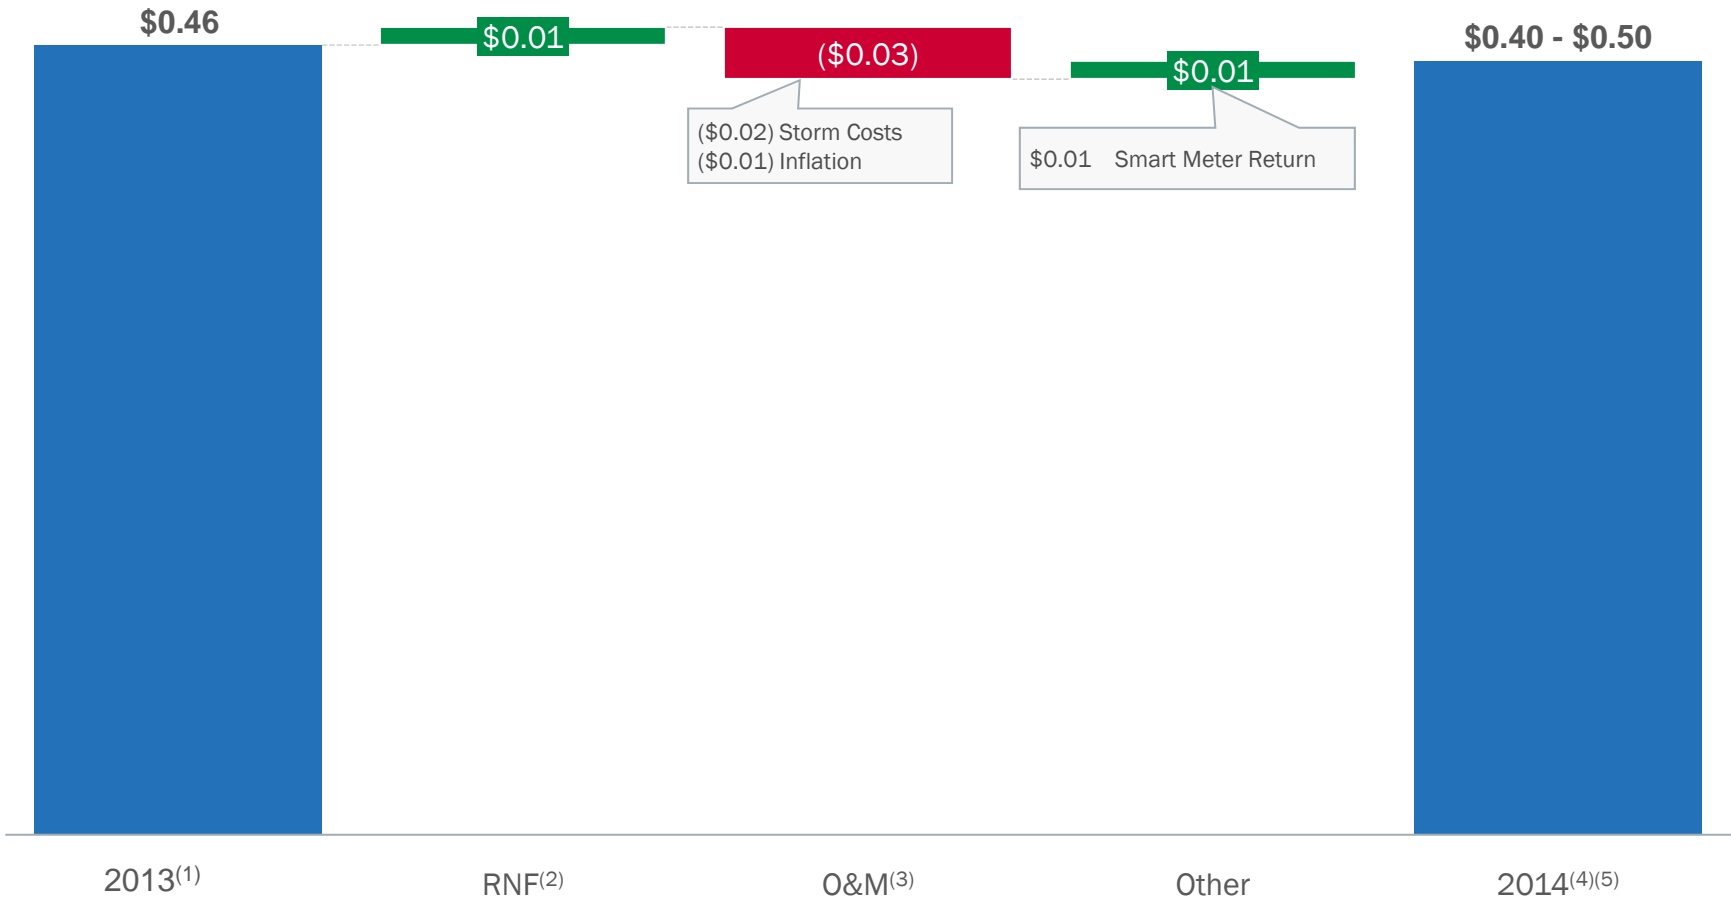 $0.46
$0.01
($0.03)
$0.01
$0.40 - $0.50
($0.02) Storm Costs
($0.01) Inflation
$0.01 Smart Meter Return
2013(1)
RNF(2)
O&M(3)
Other
2014(4)(5)